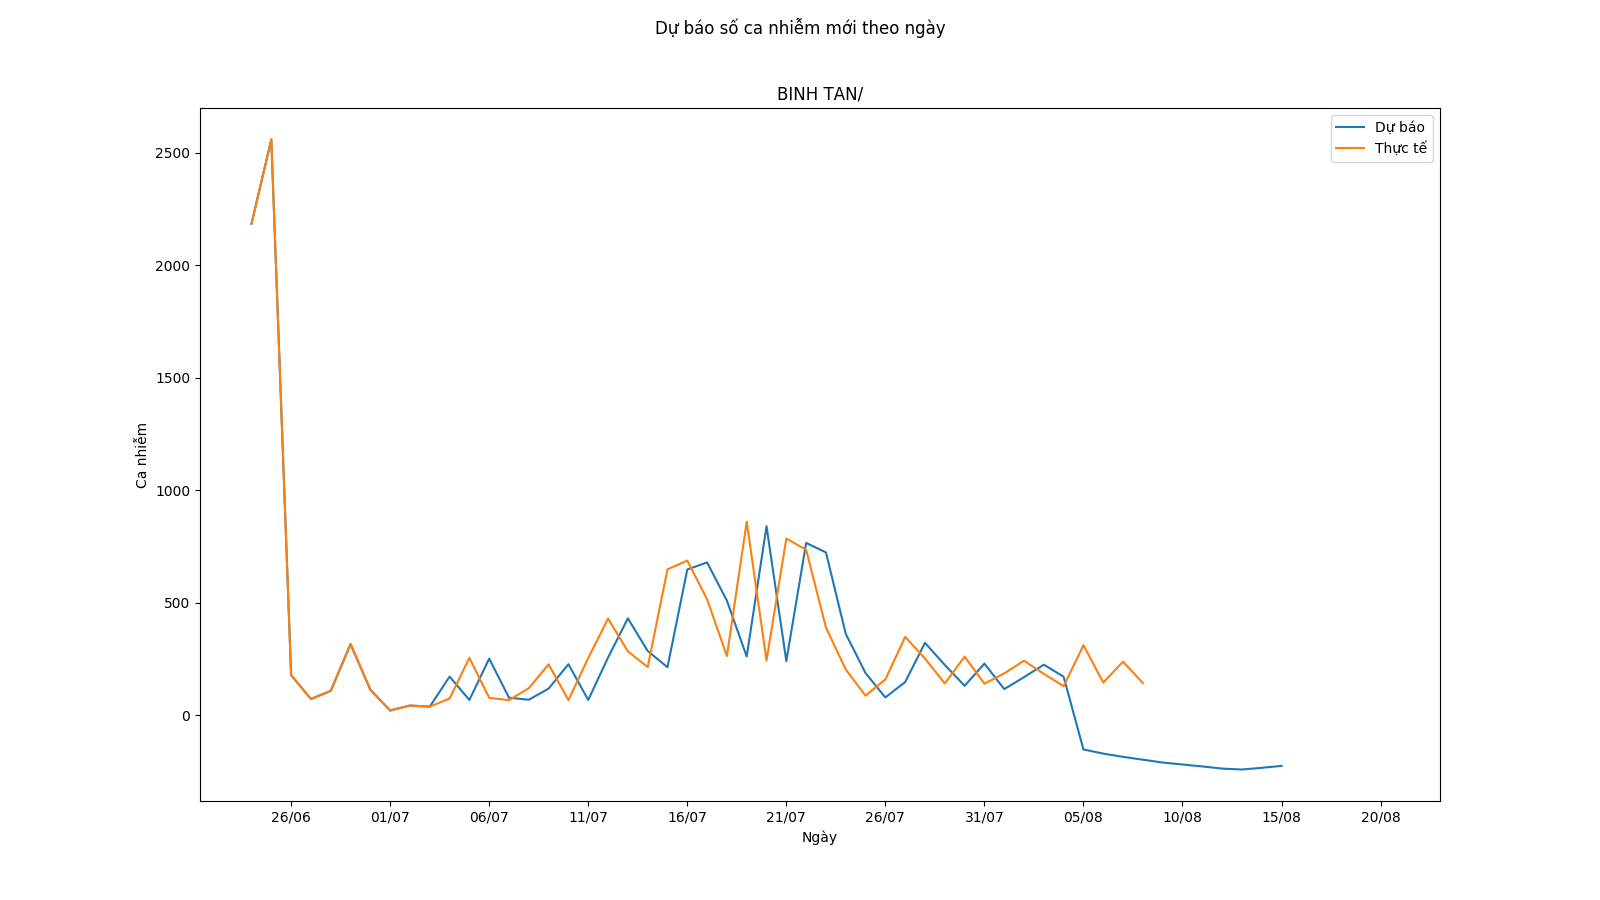 Dự báo số ca nhiễm mới theo ngày
BINH TAN/
Dự báo
Thực tế
2500
2000
1500
1000
500
0
Ca nhiễm
26/06 01/07 06/07 11/07 16/07 21/07 26/07 31/07 05/08 10/08 15/08 20/08
Ngày